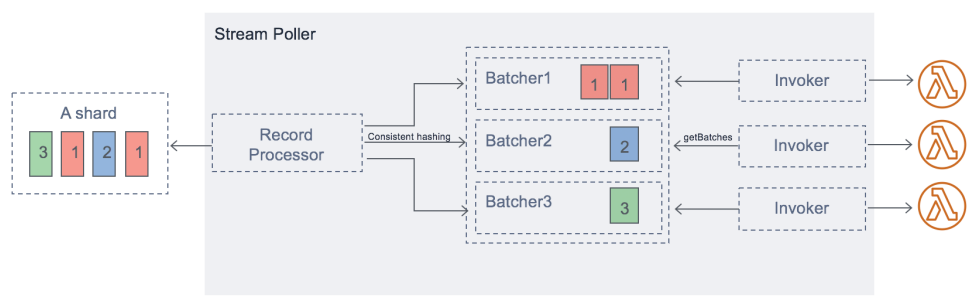 Stream Poller
A shard
3 1 2 1
Record
Processor
Consistent hashing
Batcher1
1 1
Batcher2
2
Batcher3
3
getBatches
Invoker
Invoker
Invoker